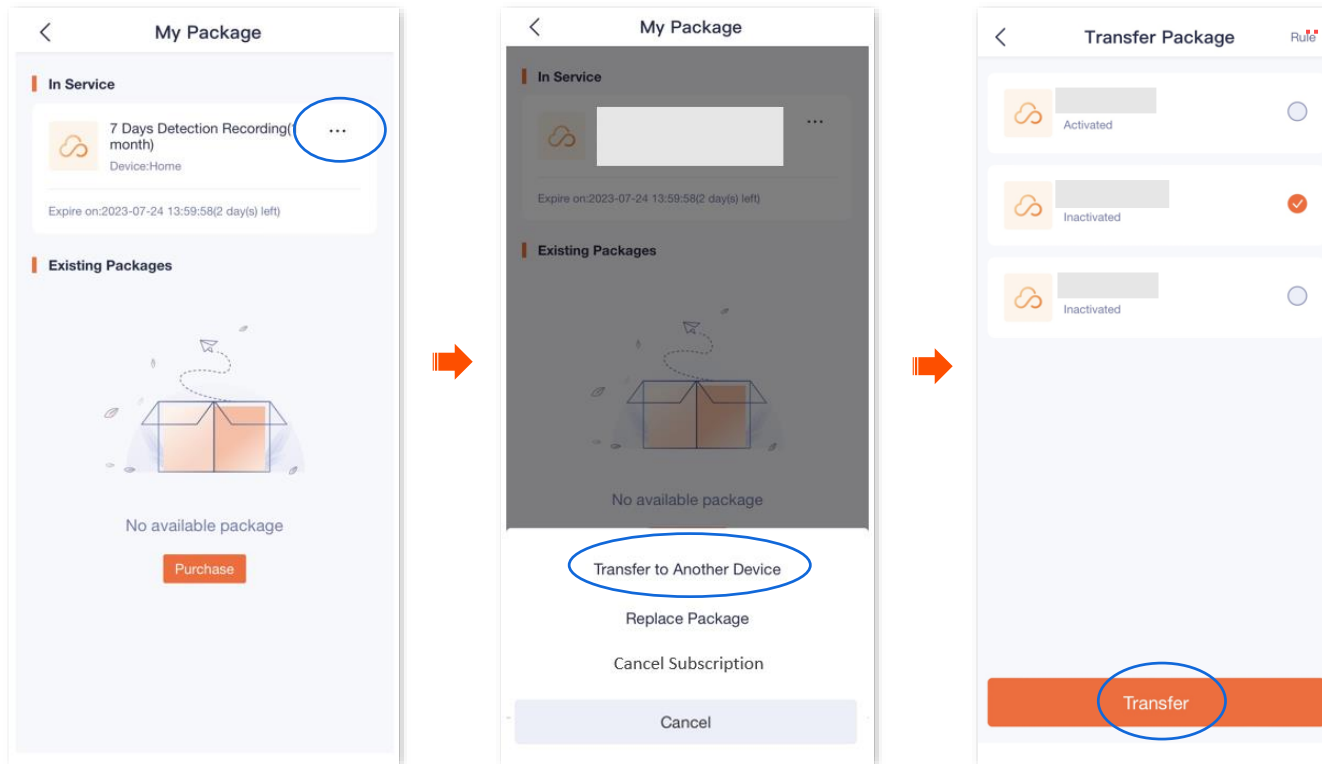 My Package
In Service
7 Days Detection Recording(
month)
...
Device:Home
Expire on:2023-07-24 13:59:58(2 day(s) left)
Existing Packages
No available package
Purchase
My Package
In Service
...
Expire on:2023-07-24 13:59:58(2 day(s) left)
Existing Packages
No available package
Transfer to Another Device
Replace Package
Cancel Subscription
Cancel
Transfer Package
Rule
Activated
Inactivated
Inactivated
Transfer